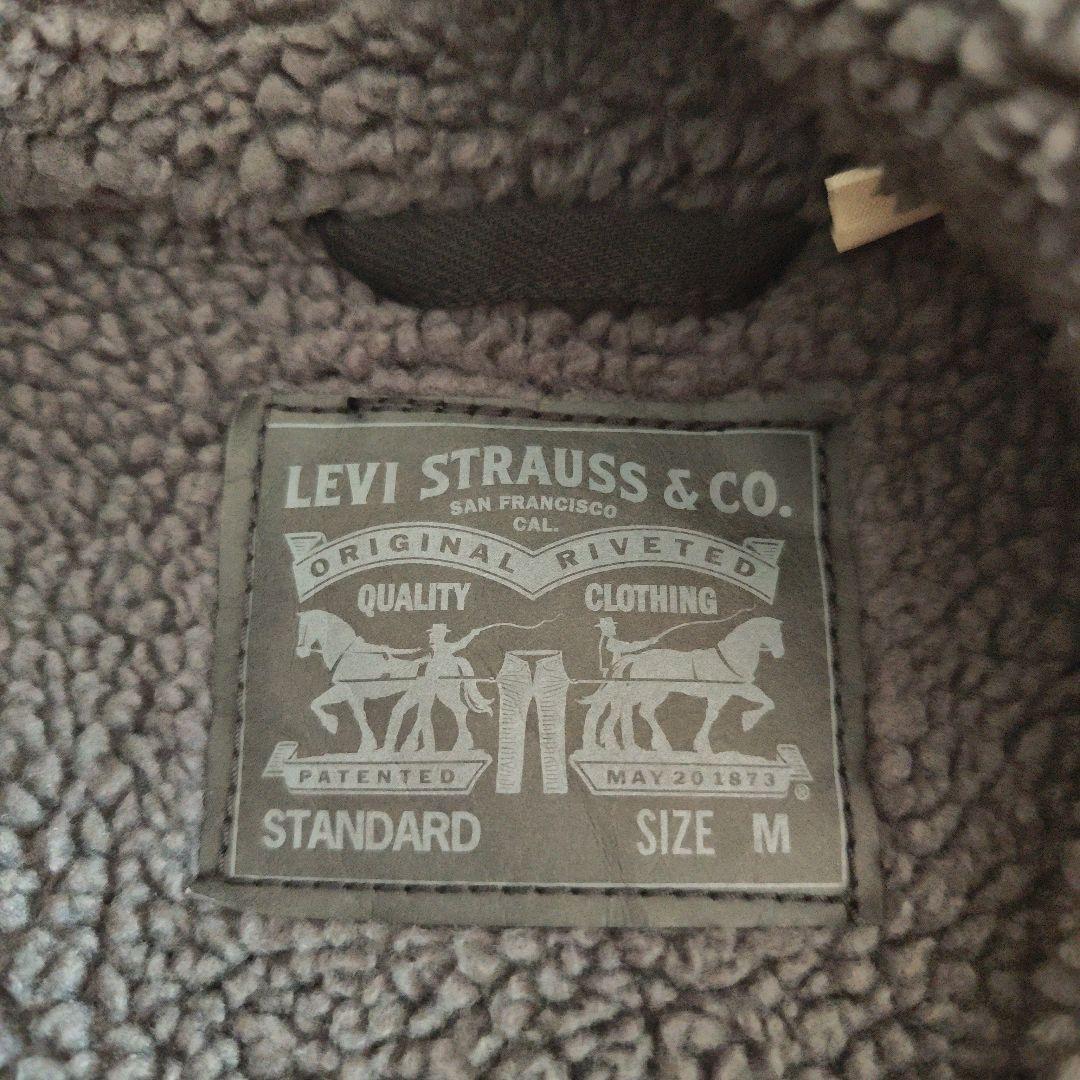 LEVI STRAUSS & CO.
SAN FRANCISCO
CAL.
ORIGINAL RIVETED
QUALITY CLOTHING
PATENTED MAY 20 1873 ®
STANDARD SIZE M